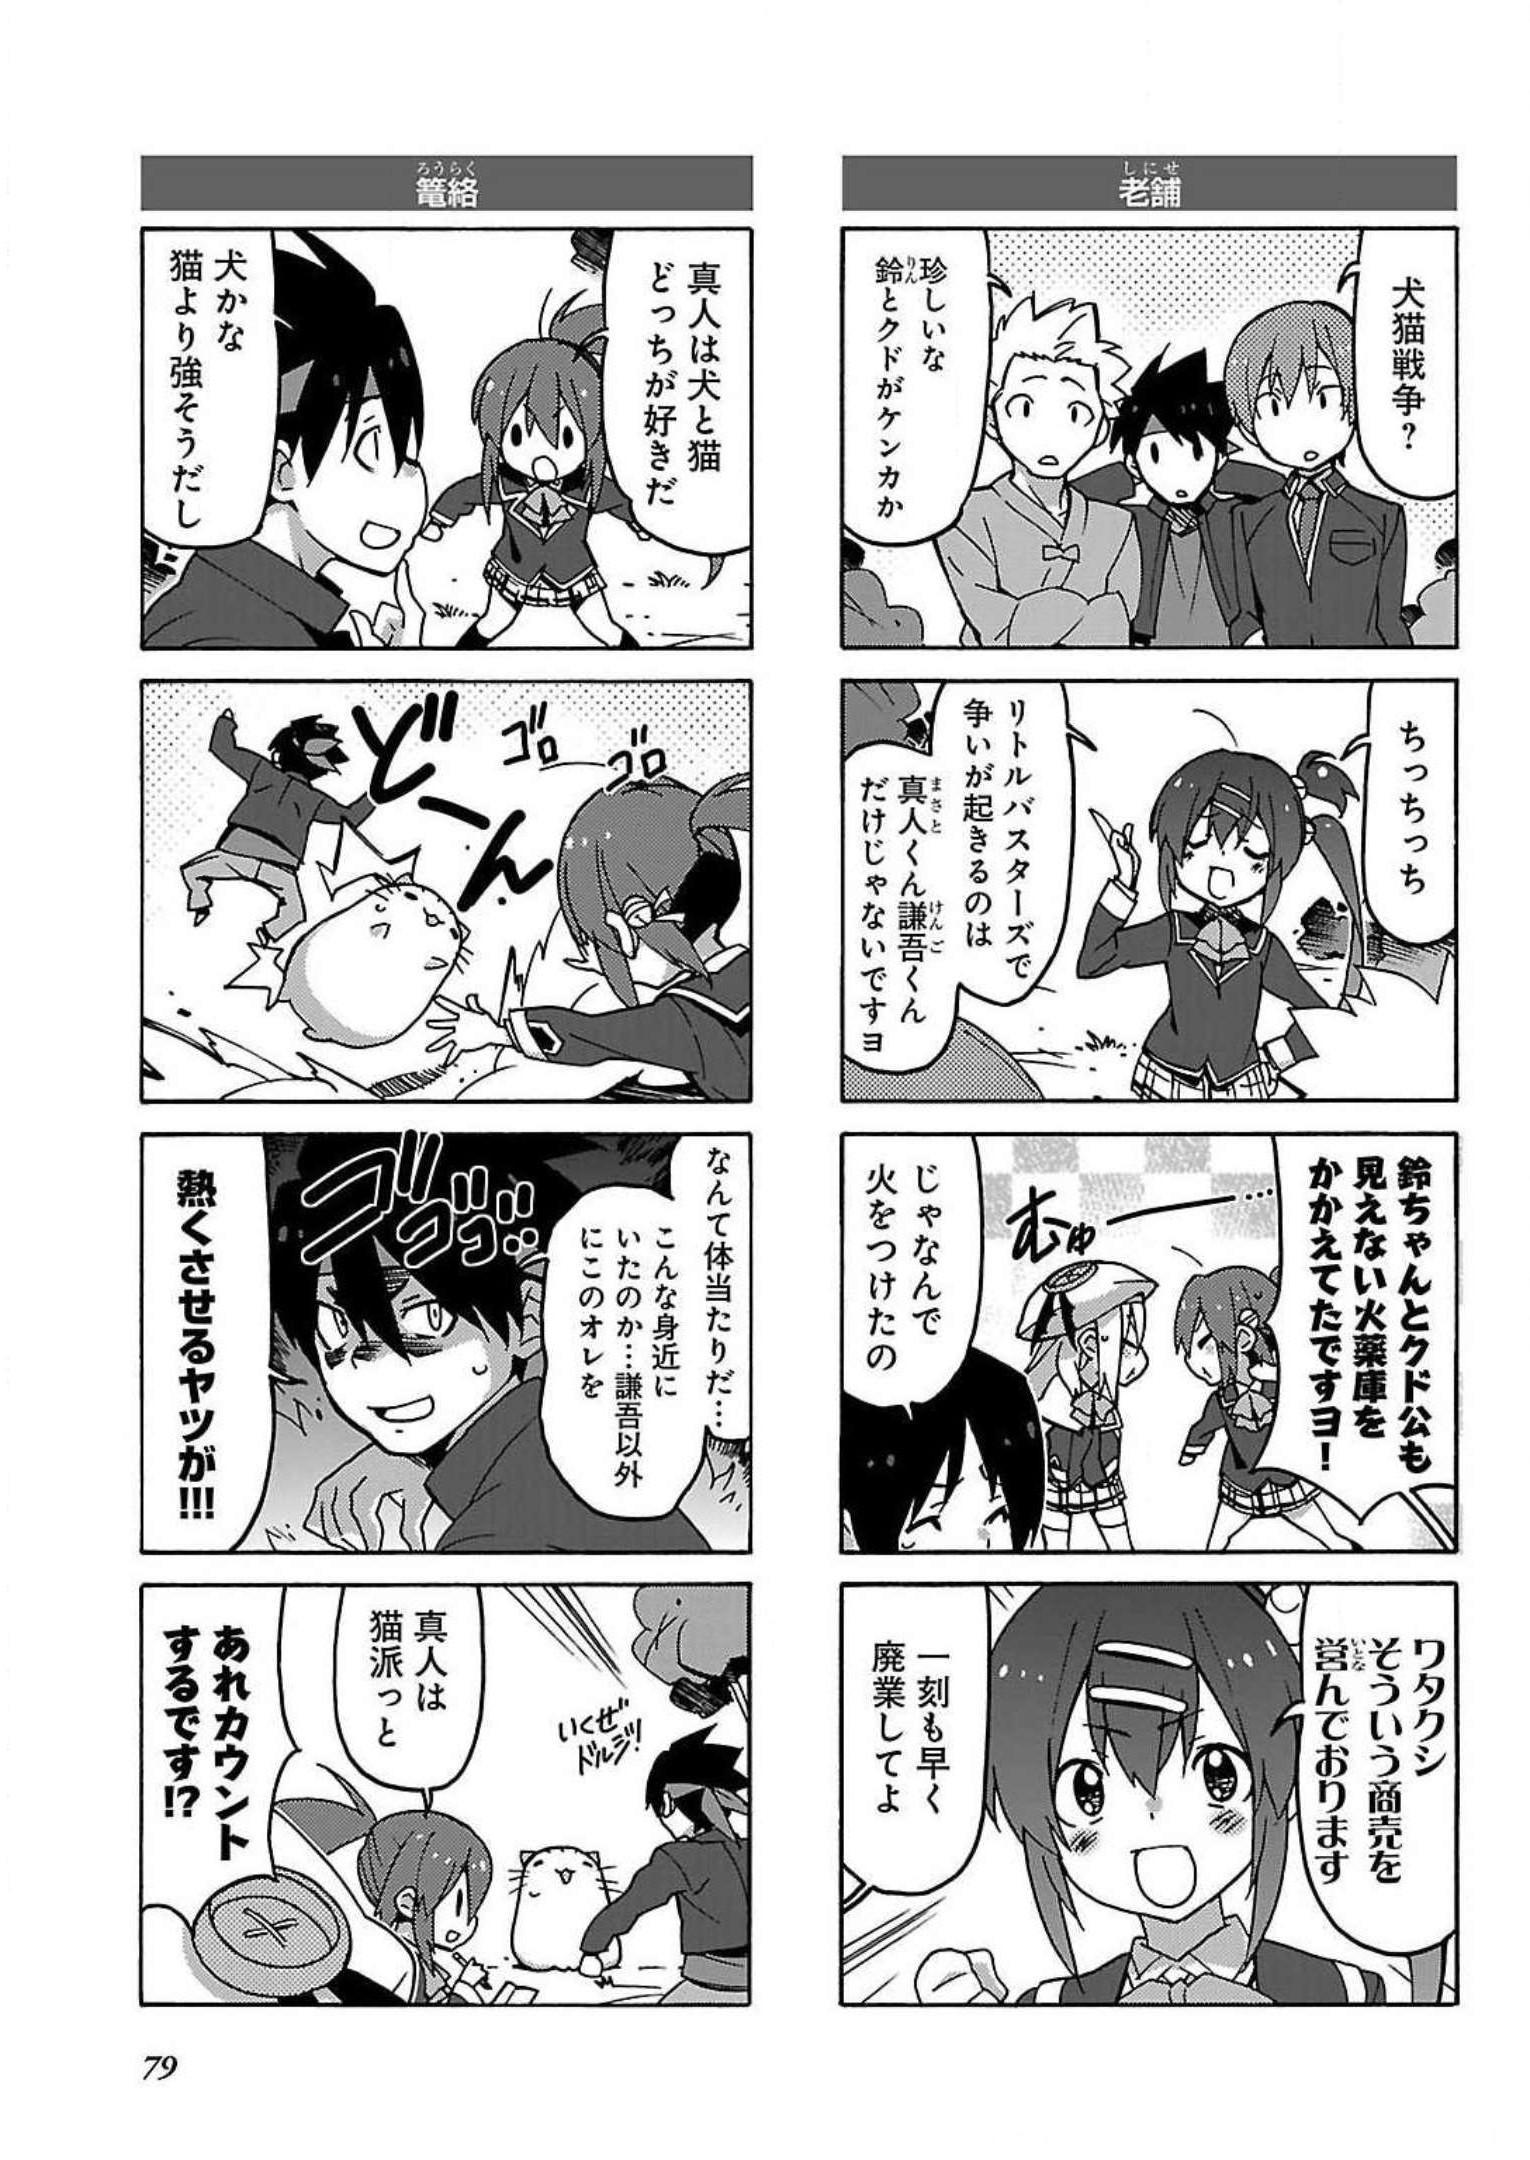 老舗
しにせ
犬猫戦争?
珍しいな
鈴とクドがケンカか
りん
ちっちっち
リトルバスターズで
争いが起きるのは
真人くん謙吾くん
まさと
けんご
だけじゃないですヨ
鈴ちゃんとクド公も
見えない火薬庫を
かかえてたですヨ!
むゅ ー…
じゃなんで
火をつけたの
ワタクシ
そういう商売を
営んでおります
いとな
一刻も早く
廃業してよ
篭絡
ろうらく
真人は犬と猫
どっちが好きだ
犬かな
猫より強そうだし
ゴロ
ゴロ
どーん
なんて体当たりだ…
こんな身近に
いたのか…謙吾以外
にこのオレを
ゴゴゴ…
熱くさせるヤツが!!!
いくぜ
ドルジ!
真人は
猫派っと
あれカウント
するです!?
79